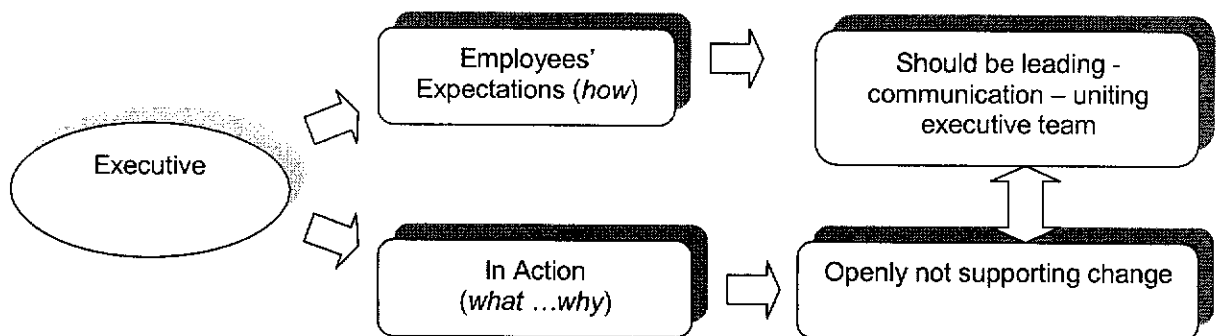 Employees'
Expectations (how)
Should be leading -
communication – uniting
executive team
Executive
In Action
(what ...why)
Openly not supporting change